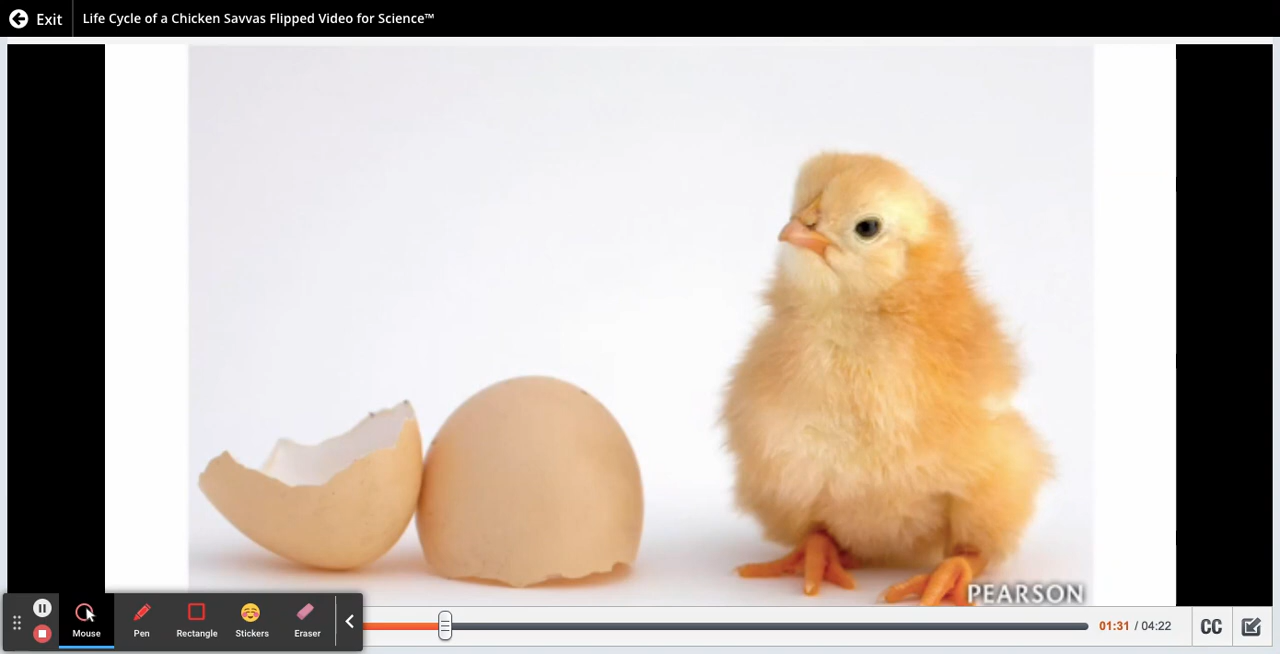 Exit
Life Cycle of a Chicken Savvas Flipped Video for Science™
PEARSON
Mouse
Pen
Rectangle
Stickers
Eraser
01:31 / 04:22
CC